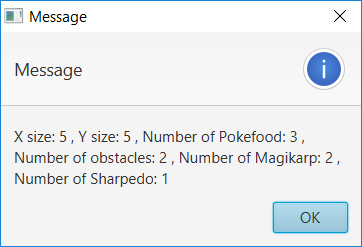 Message
Message
X size: 5 , Y size: 5 , Number of Pokefood: 3 ,
Number of obstacles: 2 , Number of Magikarp: 2 ,
Number of Sharpedo: 1
OK